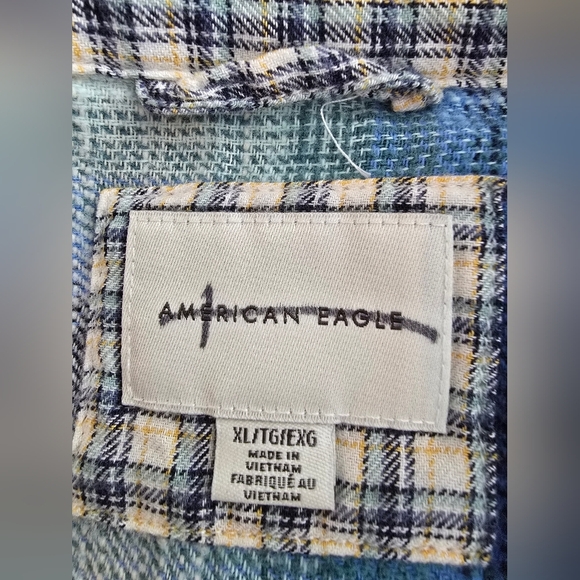 AMERICAN EAGLE
XL/TG/EXG
MADE IN
VIETNAM
FABRIQUÉ AU
VIETNAM